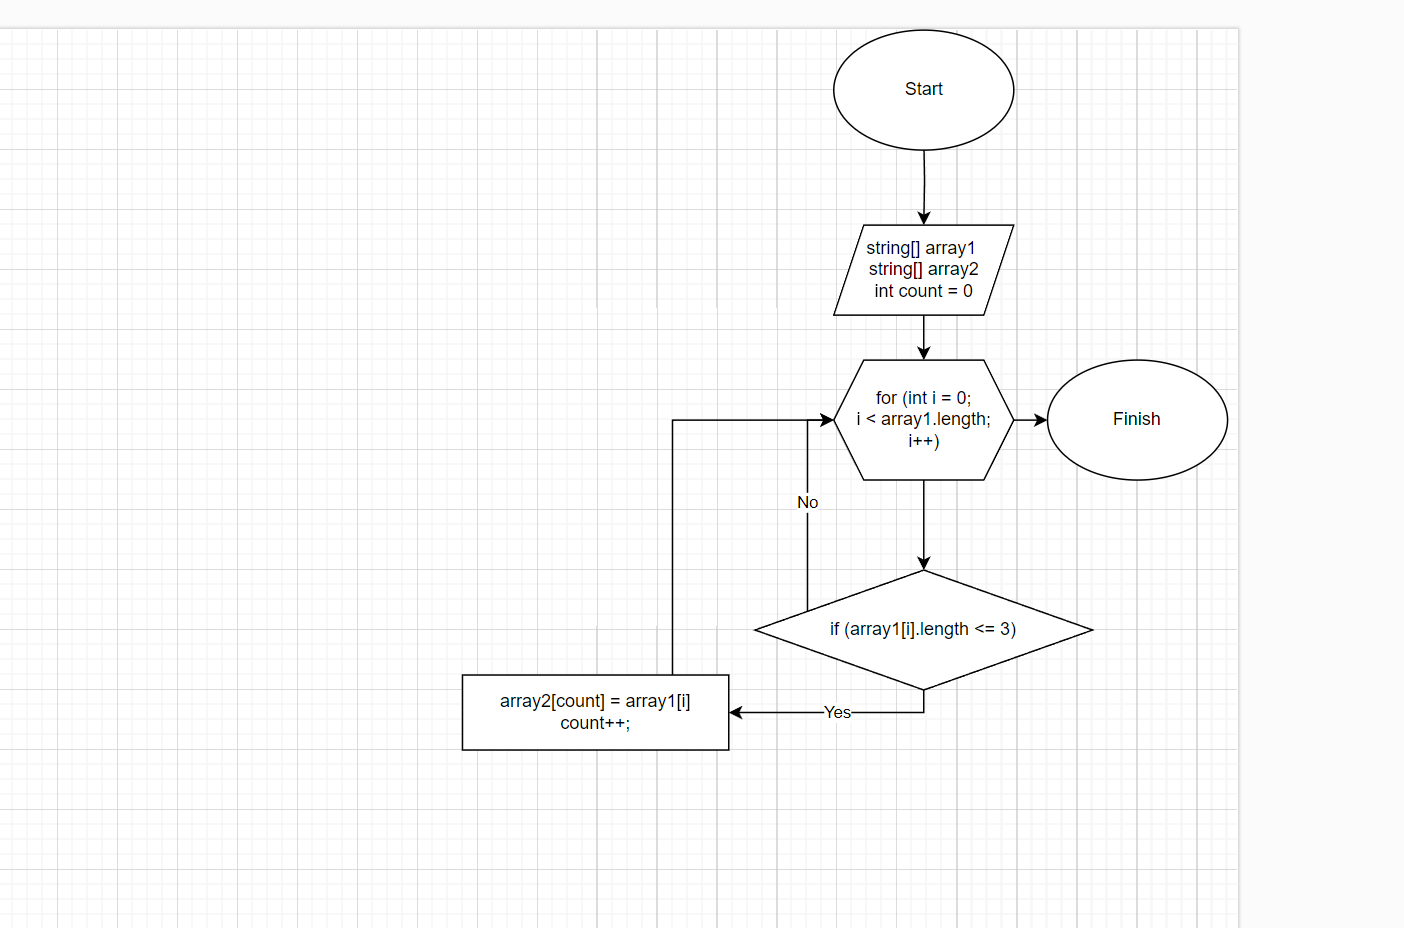 Start
string[] array1
string[] array2
int count = 0
for (int i = 0;
i < array1.length;
i++)
Finish
No
if (array1[i].length <= 3)
array2[count] = array1[i]
count++;
Yes